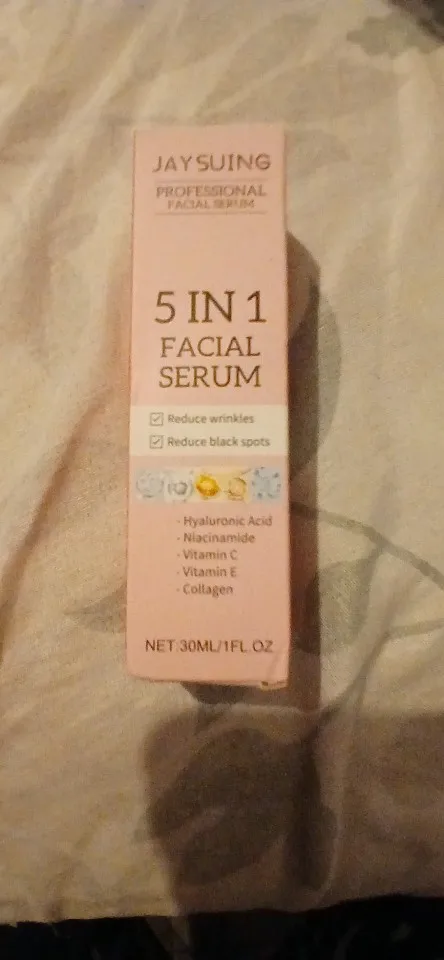 JAYSUING
PROFESSIONAL
FACIAL SERUM
5 IN 1
FACIAL
SERUM
Reduce wrinkles
Reduce black spots
- Hyaluronic Acid
- Niacinamide
- Vitamin C
- Vitamin E
- Collagen
NET:30ML/1FL.OZ